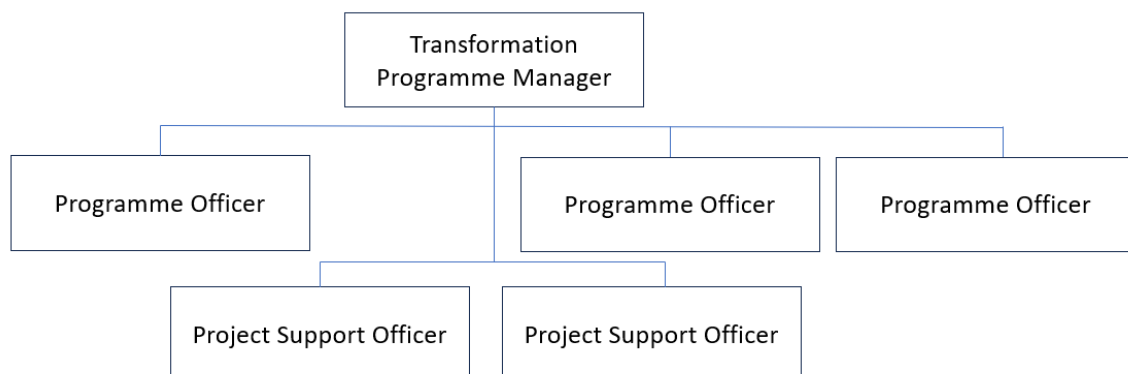 Transformation
Programme Manager
Programme Officer
Programme Officer
Programme Officer
Project Support Officer
Project Support Officer